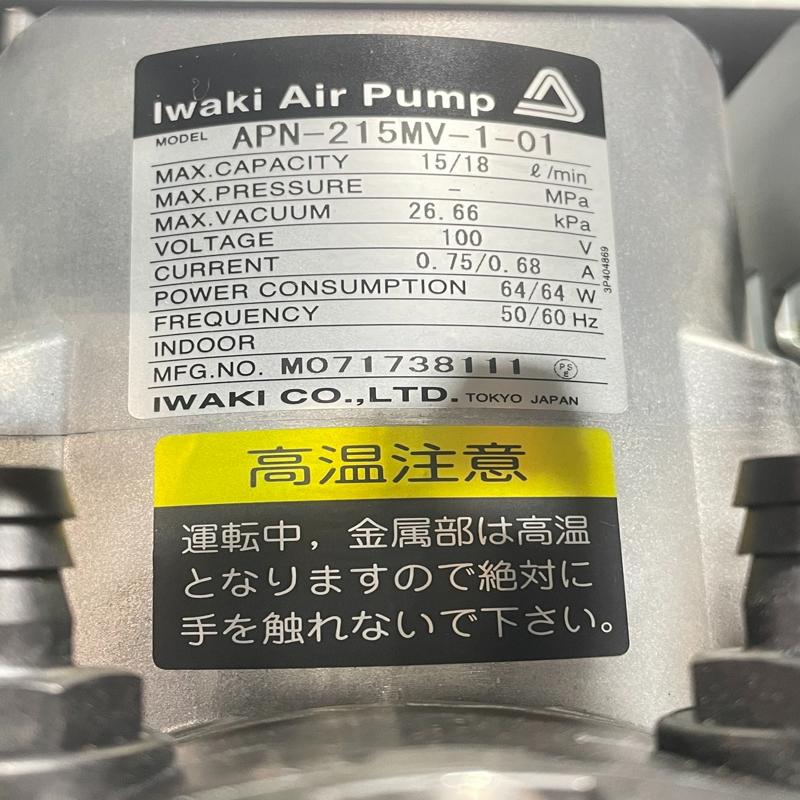 Iwaki Air Pump
MODEL APN-215MV-1-01
MAX.CAPACITY 15/18 ℓ/min
MAX.PRESSURE - MPa
MAX.VACUUM 26.66 kPa
VOLTAGE 100 V
CURRENT 0.75/0.68 A
POWER CONSUMPTION 64/64 W
FREQUENCY 50/60 Hz
INDOOR
MFG.NO. M071738111 PSE
IWAKI CO.,LTD. TOKYO JAPAN
3P404869
高温注意
運転中，金属部は高温
となりますので絶対に
手を触れないで下さい。